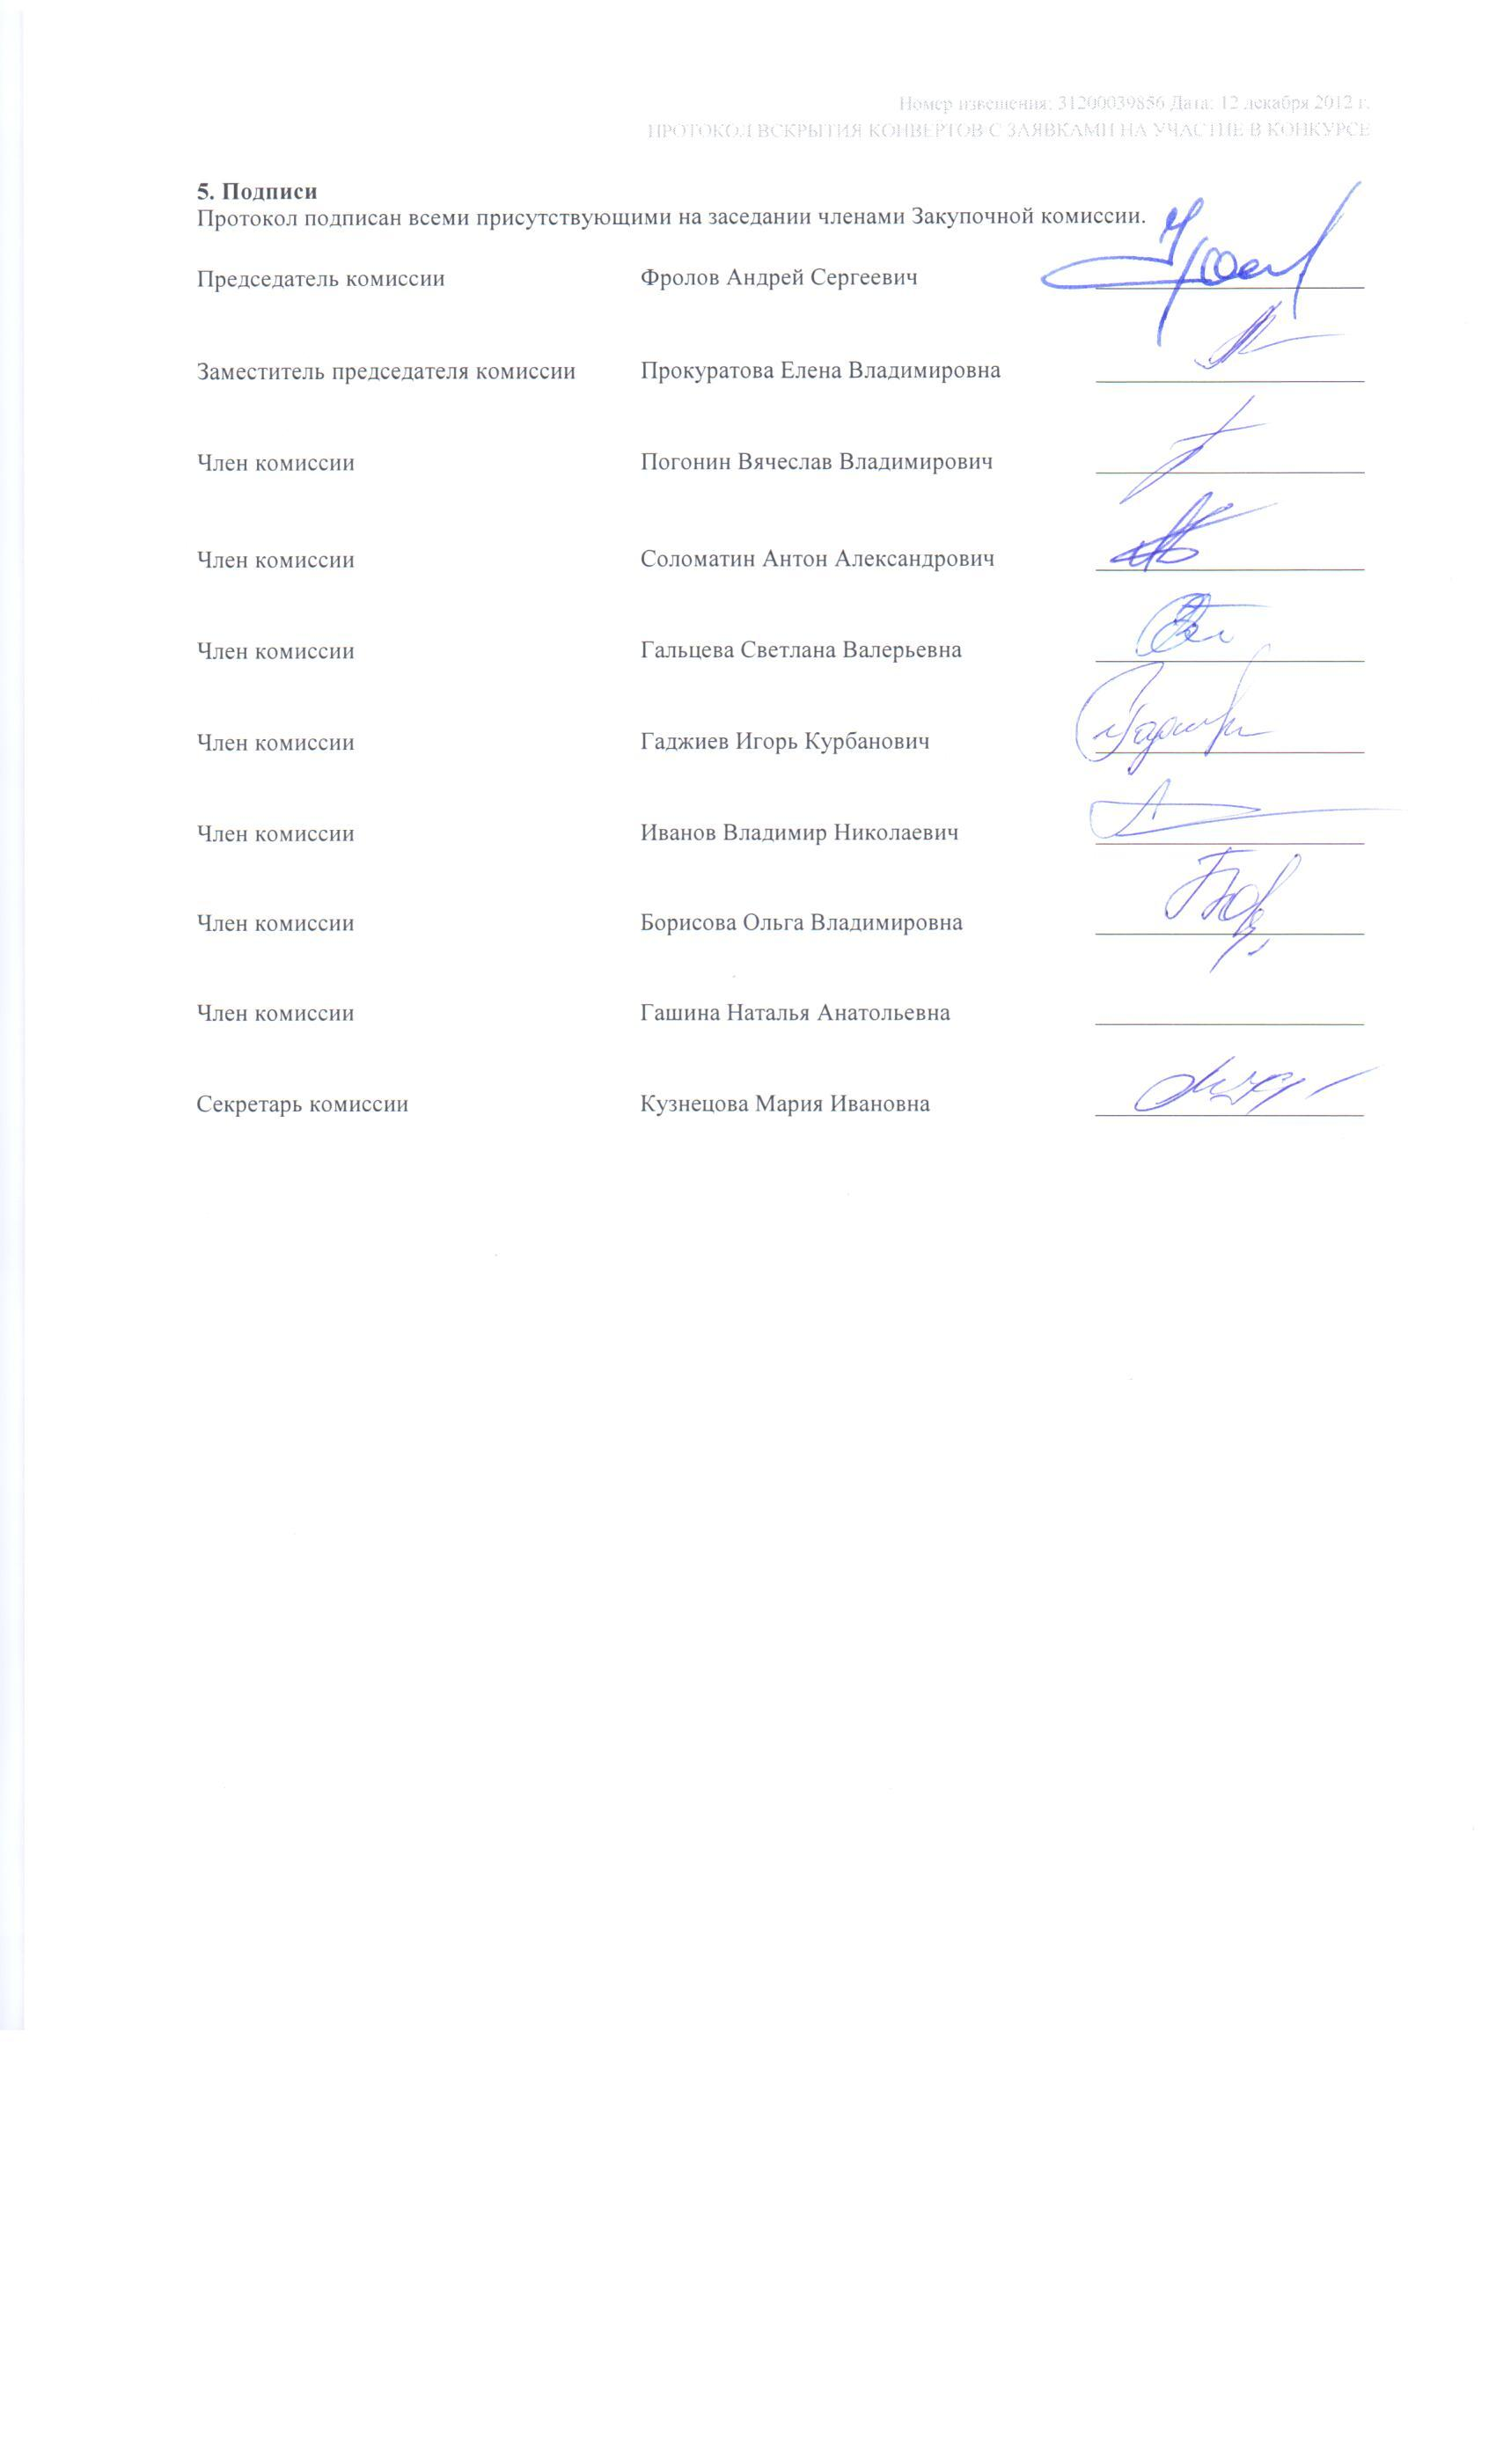 Номер извещения: 31200039856 Дата: 12 декабря 2012 г.
ПРОТОКОЛ ВСКРЫТИЯ КОНВЕРТОВ С ЗАЯВКАМИ НА УЧАСТИЕ В КОНКУРСЕ
5. Подписи
Протокол подписан всеми присутствующими на заседании членами Закупочной комиссии.
Председатель комиссии Фролов Андрей Сергеевич
Заместитель председателя комиссии Прокуратова Елена Владимировна
Член комиссии Погонин Вячеслав Владимирович
Член комиссии Соломатин Антон Александрович
Член комиссии Гальцева Светлана Валерьевна
Член комиссии Гаджиев Игорь Курбанович
Член комиссии Иванов Владимир Николаевич
Член комиссии Борисова Ольга Владимировна
Член комиссии Гашина Наталья Анатольевна
Секретарь комиссии Кузнецова Мария Ивановна